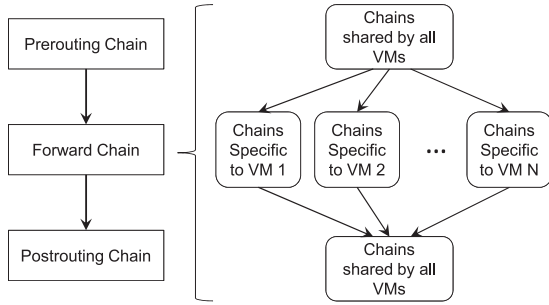 Prerouting Chain
Forward Chain
Postrouting Chain
Chains
shared by all
VMs
Chains
Specific
to VM 1
Chains
Specific
to VM 2
...
Chains
Specific
to VM N
Chains
shared by all
VMs